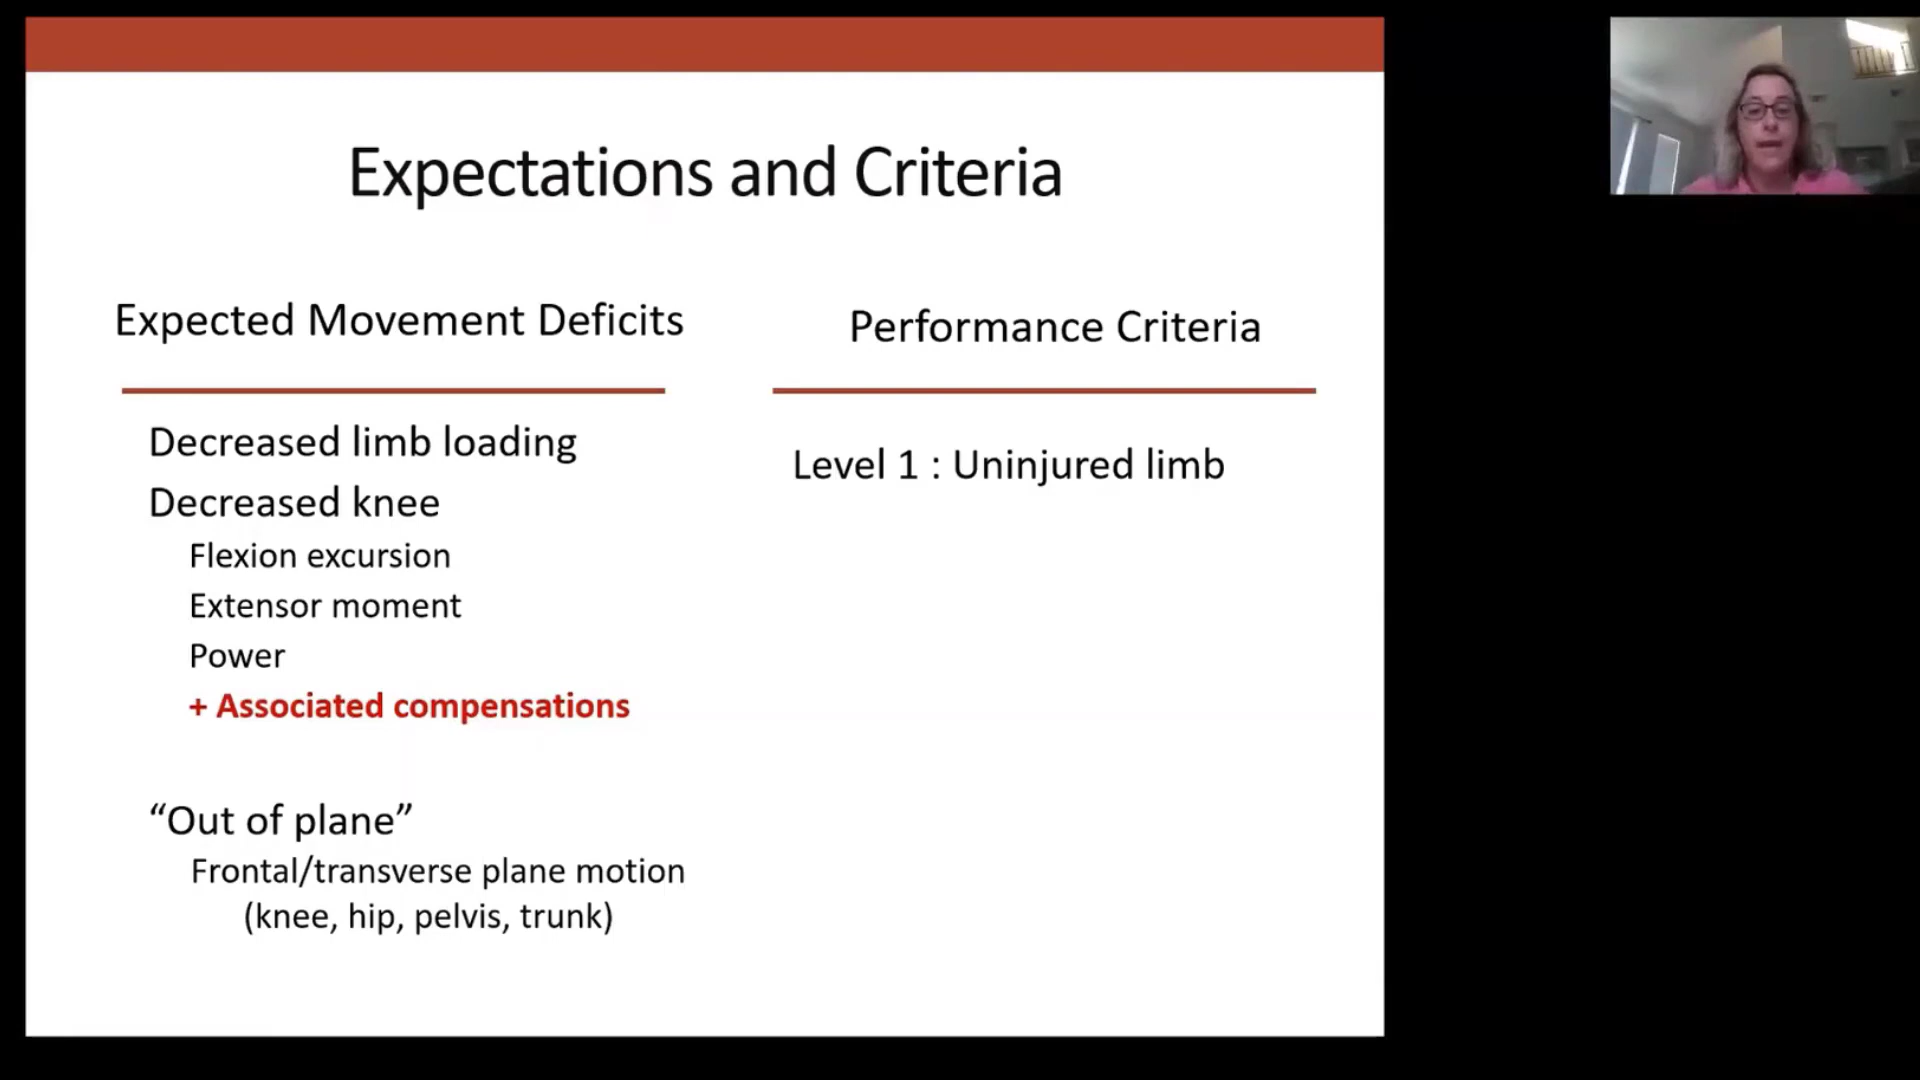 Expectations and Criteria
Expected Movement Deficits
Decreased limb loading
Decreased knee
Flexion excursion
Extensor moment
Power
+ Associated compensations
“Out of plane”
Frontal/transverse plane motion
(knee, hip, pelvis, trunk)
Performance Criteria
Level 1 : Uninjured limb